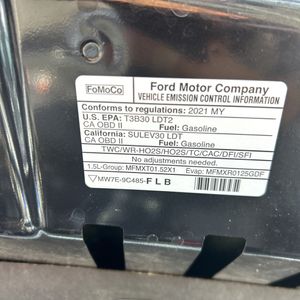 FoMoCo
Ford Motor Company
VEHICLE EMISSION CONTROL INFORMATION
Conforms to regulations: 2021 MY
U.S. EPA: T3B30 LDT2
CA OBD II Fuel: Gasoline
California: SULEV30 LDT
CA OBD II Fuel: Gasoline
TWC/WR-HO2S/HO2S/TC/CAC/DFI/SFI
No adjustments needed.
1.5L-Group: MFMXT01.52X1 Evap: MFMXR0125GDF
MW7E-9C485-FLB